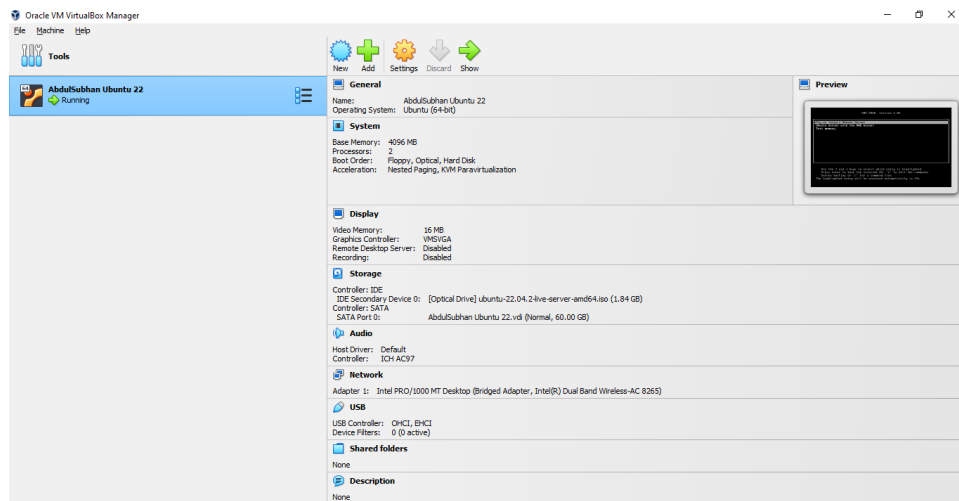 Oracle VM VirtualBox Manager
File Machine Help
Tools
New Add Settings Discard Show
64
AbdulSubhan Ubuntu 22
Running
General
Name: AbdulSubhan Ubuntu 22
Operating System: Ubuntu (64-bit)
System
Base Memory: 4096 MB
Processors: 2
Boot Order: Floppy, Optical, Hard Disk
Acceleration: Nested Paging, KVM Paravirtualization
Preview
Display
Video Memory: 16 MB
Graphics Controller: VMSVGA
Remote Desktop Server: Disabled
Recording: Disabled
Storage
Controller: IDE
IDE Secondary Device 0: [Optical Drive] ubuntu-22.04.2-live-server-amd64.iso (1.84 GB)
Controller: SATA
SATA Port 0: AbdulSubhan Ubuntu 22.vdi (Normal, 60.00 GB)
Audio
Host Driver: Default
Controller: ICH AC97
Network
Adapter 1: Intel PRO/1000 MT Desktop (Bridged Adapter, Intel(R) Dual Band Wireless-AC 8265)
USB
USB Controller: OHCI, EHCI
Device Filters: 0 (0 active)
Shared folders
None
Description
None